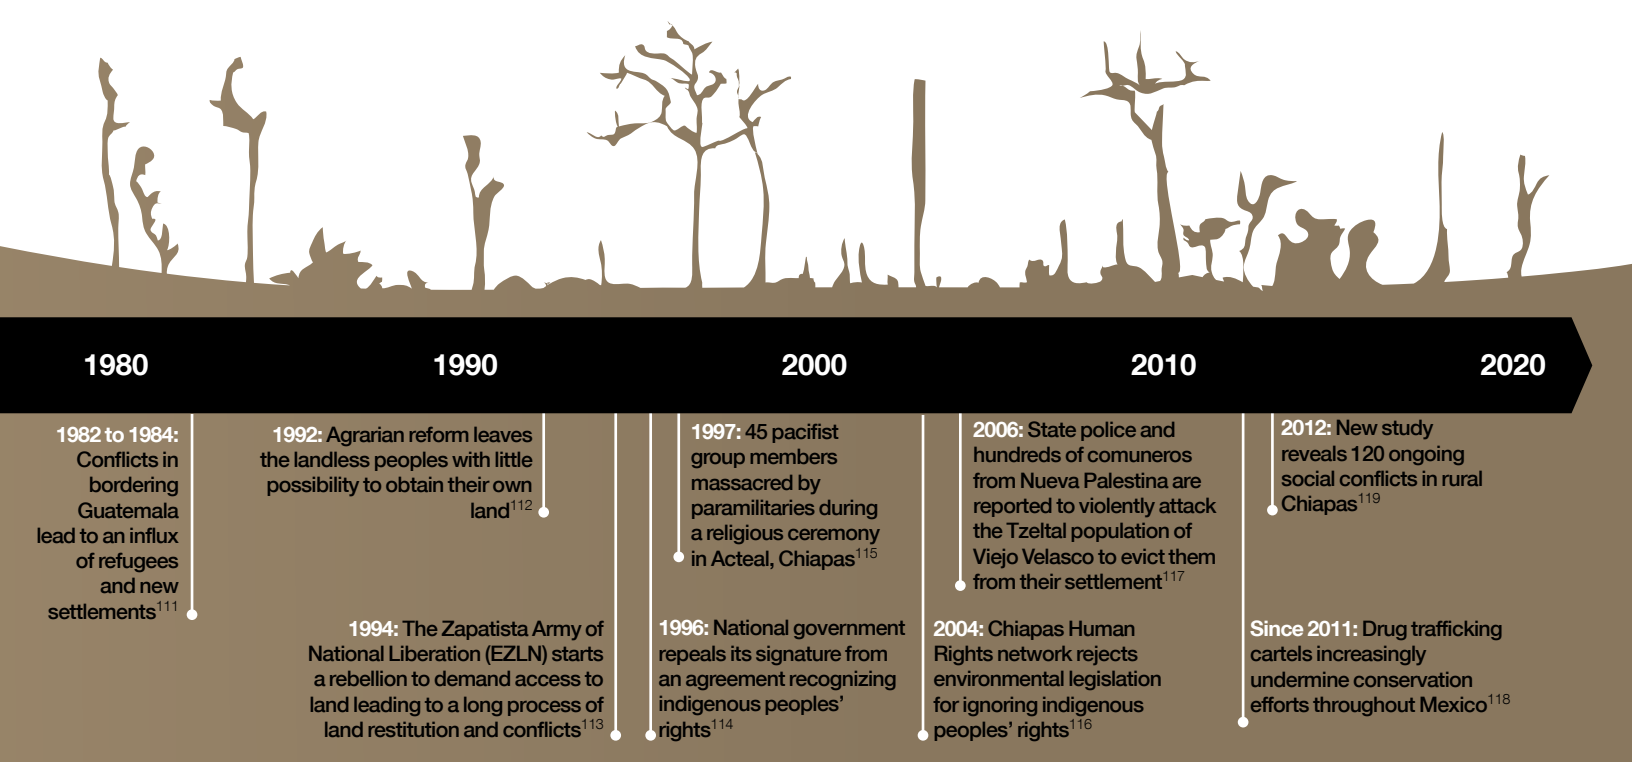 1980
1990
2000
2010
2020
1982 to 1984:
Conflicts in
bordering
Guatemala
lead to an influx
of refugees
and new
settlements111
1992: Agrarian reform leaves
the landless peoples with little
possibility to obtain their own
land112
1994: The Zapatista Army of
National Liberation (EZLN) starts
a rebellion to demand access to
land leading to a long process of
land restitution and conflicts113
1997: 45 pacifist
group members
massacred by
paramilitaries during
a religious ceremony
in Acteal, Chiapas115
1996: National government
repeals its signature from
an agreement recognizing
indigenous peoples'
rights114
2006: State police and
hundreds of comuneros
from Nueva Palestina are
reported to violently attack
the Tzeltal population of
Viejo Velasco to evict them
from their settlement117
2004: Chiapas Human
Rights network rejects
environmental legislation
for ignoring indigenous
peoples' rights116
2012: New study
reveals 120 ongoing
social conflicts in rural
Chiapas119
Since 2011: Drug trafficking
cartels increasingly
undermine conservation
efforts throughout Mexico118